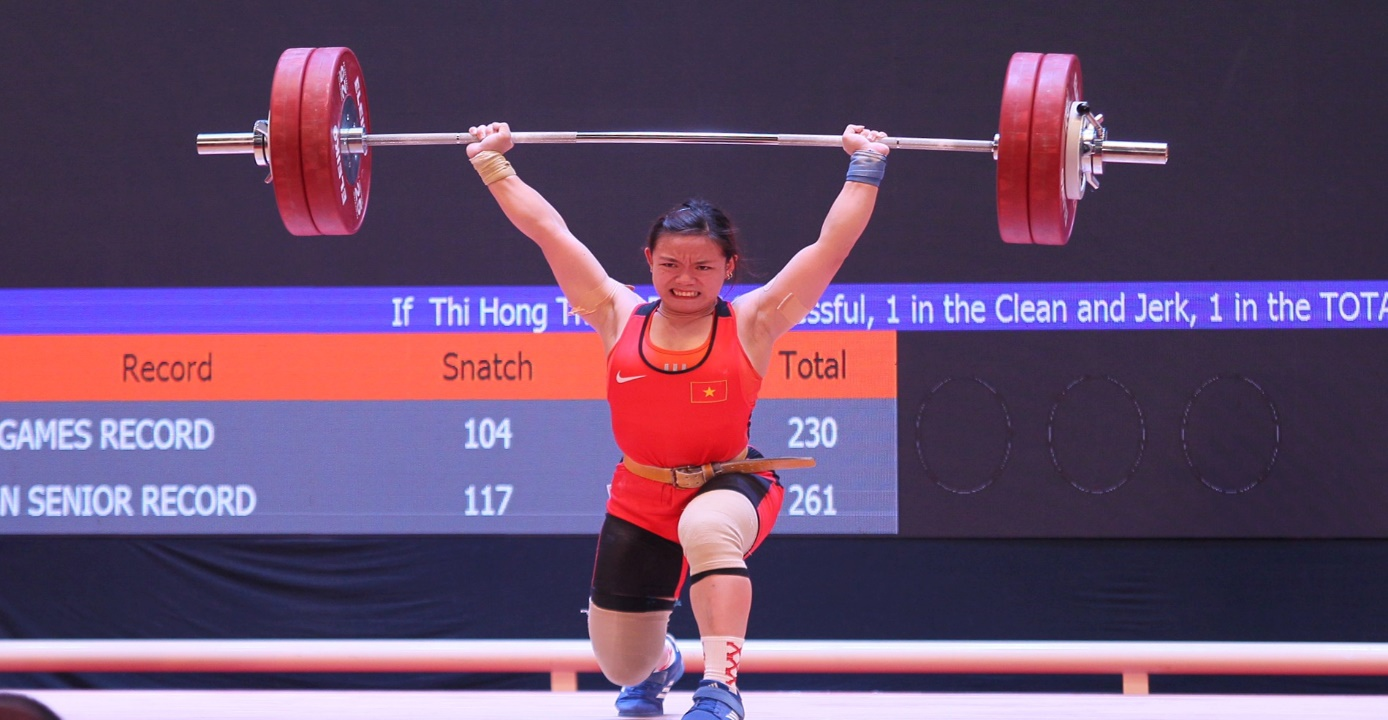 If Thi Hong ssful, 1 in the Clean and Jerk, 1 in the TOTA
Record Snatch Total
GAMES RECORD 104 230
N SENIOR RECORD 117 261